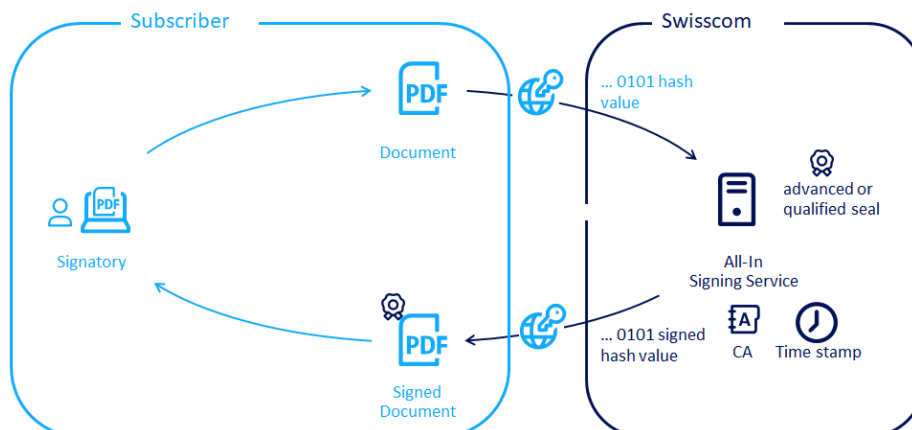 Subscriber
Swisscom
PDF
Document
... 0101 hash
value
PDF
Signatory
advanced or
qualified seal
All-In
Signing Service
PDF
Signed
Document
... 0101 signed
hash value
A
CA
Time stamp